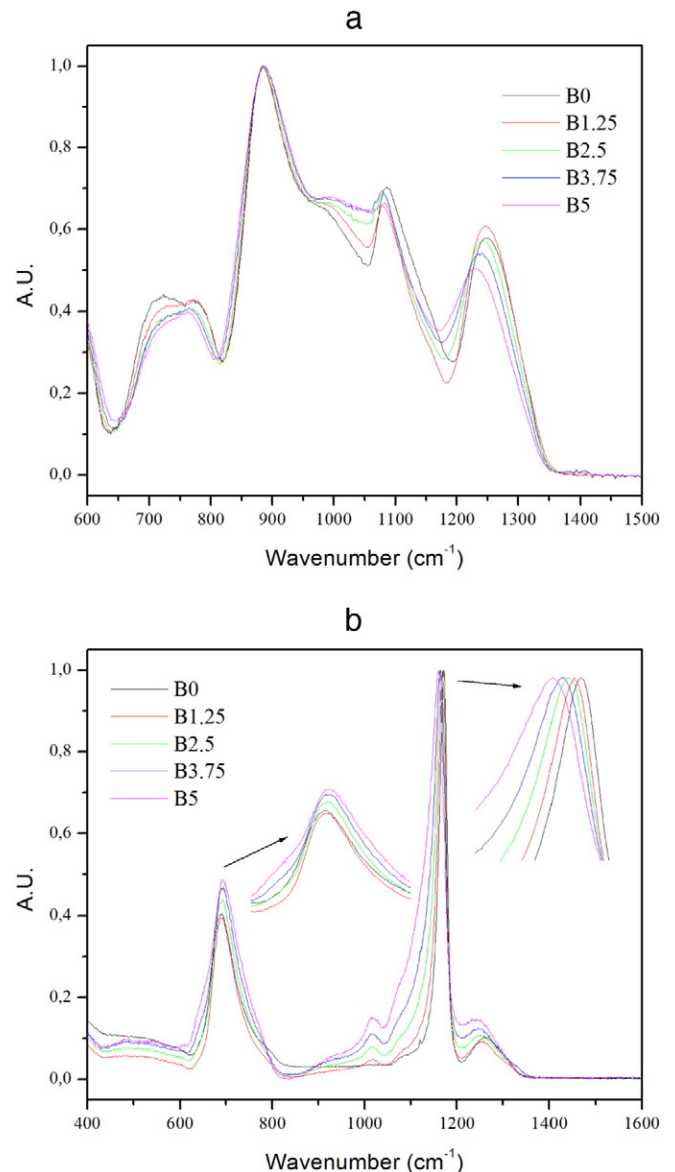 a
1,0
0,8
0,6
0,4
0,2
0,0
A.U.
B0
B1.25
B2.5
B3.75
B5
600 700 800 900 1000 1100 1200 1300 1400 1500
Wavenumber (cm-1)
b
1,0
0,8
0,6
0,4
0,2
0,0
A.U.
B0
B1.25
B2.5
B3.75
B5
400 600 800 1000 1200 1400 1600
Wavenumber (cm-1)